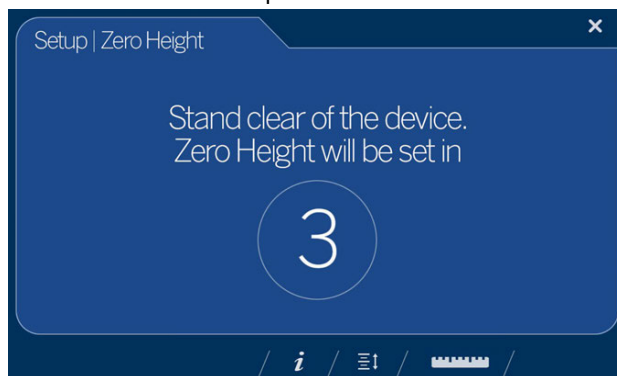 Setup | Zero Height
×
Stand clear of the device.
Zero Height will be set in
3
i